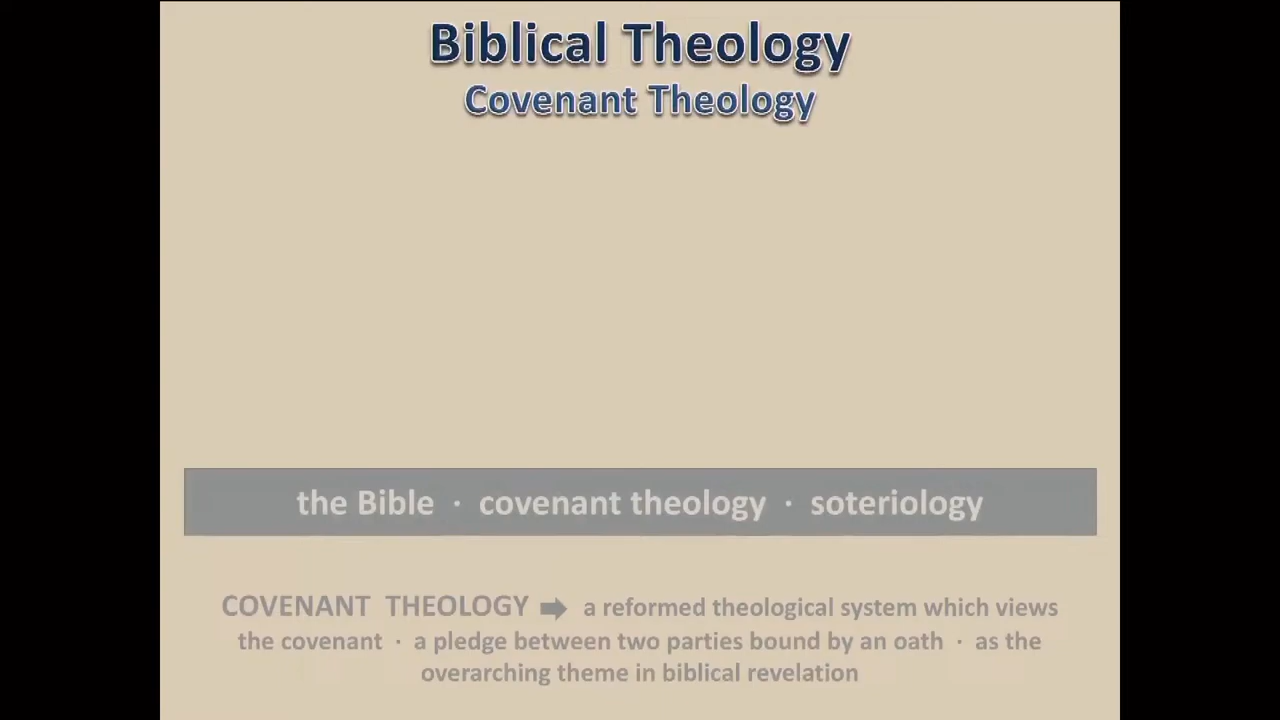 Biblical Theology
Covenant Theology
the Bible · covenant theology · soteriology
COVENANT THEOLOGY ➡ a reformed theological system which views
the covenant · a pledge between two parties bound by an oath · as the
overarching theme in biblical revelation